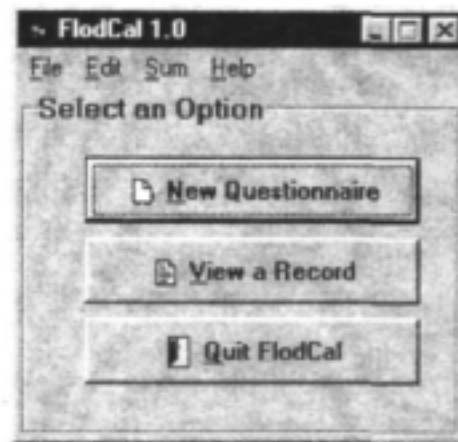 FlodCal 1.0
File Edit Sum Help
Select an Option
New Questionnaire
View a Record
Quit FlodCal